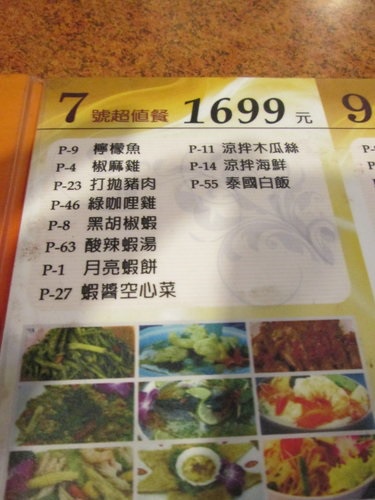 7 號超值餐 1699 元
P-9 檸檬魚
P-4 椒麻雞
P-23 打拋豬肉
P-46 綠咖哩雞
P-8 黑胡椒蝦
P-63 酸辣蝦湯
P-1 月亮蝦餅
P-27 蝦醬空心菜
P-11 涼拌木瓜絲
P-14 涼拌海鮮
P-55 泰國白飯
9